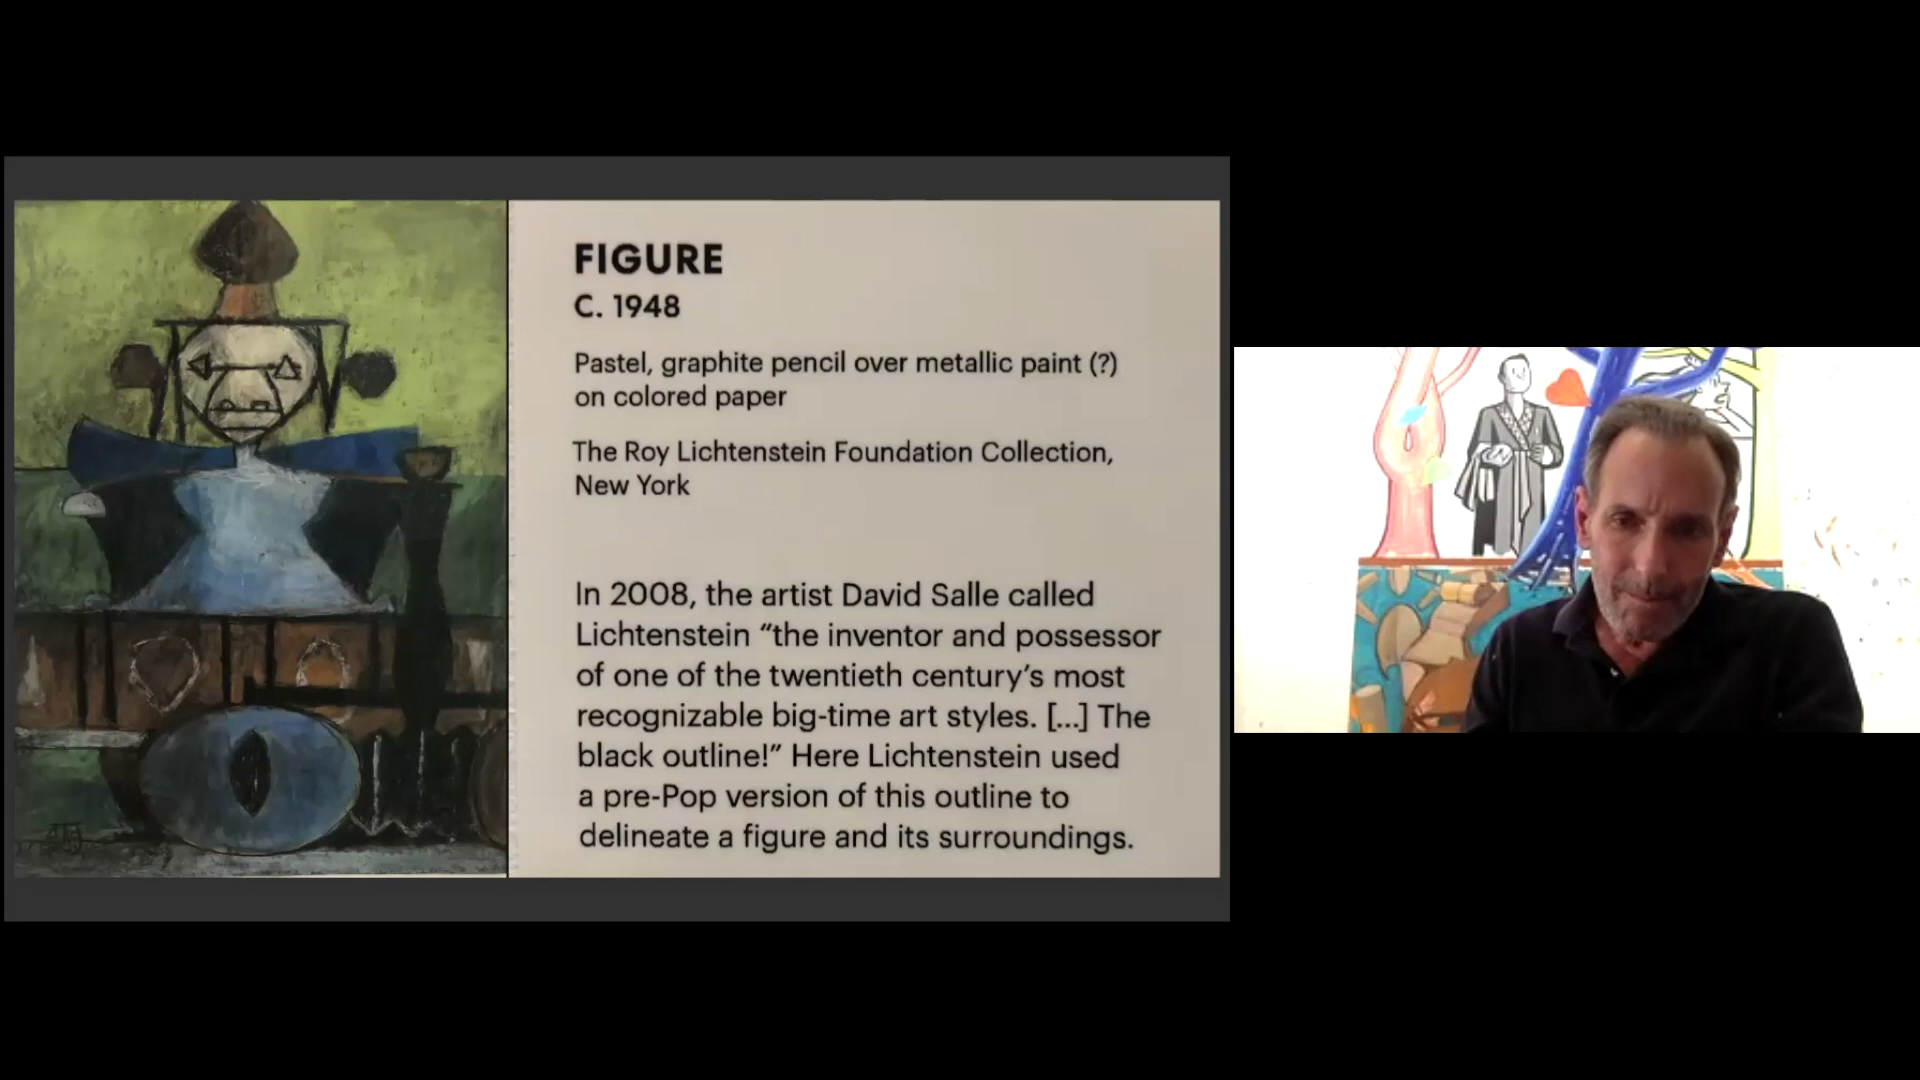 FIGURE
C. 1948
Pastel, graphite pencil over metallic paint (?)
on colored paper
The Roy Lichtenstein Foundation Collection,
New York
In 2008, the artist David Salle called
Lichtenstein “the inventor and possessor
of one of the twentieth century’s most
recognizable big-time art styles. [...] The
black outline!” Here Lichtenstein used
a pre-Pop version of this outline to
delineate a figure and its surroundings.